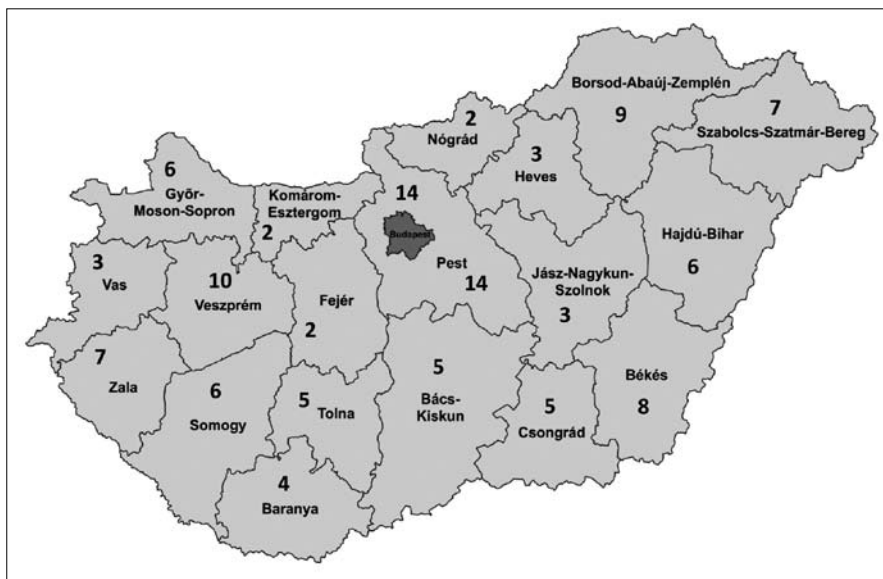 Borsod-Abaúj-Zemplén
9
7
Szabolcs-Szatmár-Bereg
2
Nógrád
3
Heves
6
Győr-
Moson-Sopron
Komárom-
Esztergom
2
14
Budapest
Pest
14
Hajdú-Bihar
6
Jász-Nagykun-
Szolnok
3
3
Vas
10
Veszprém
Fejér
2
7
Zala
6
Somogy
5
Tolna
5
Bács-
Kiskun
5
Csongrád
Békés
8
4
Baranya